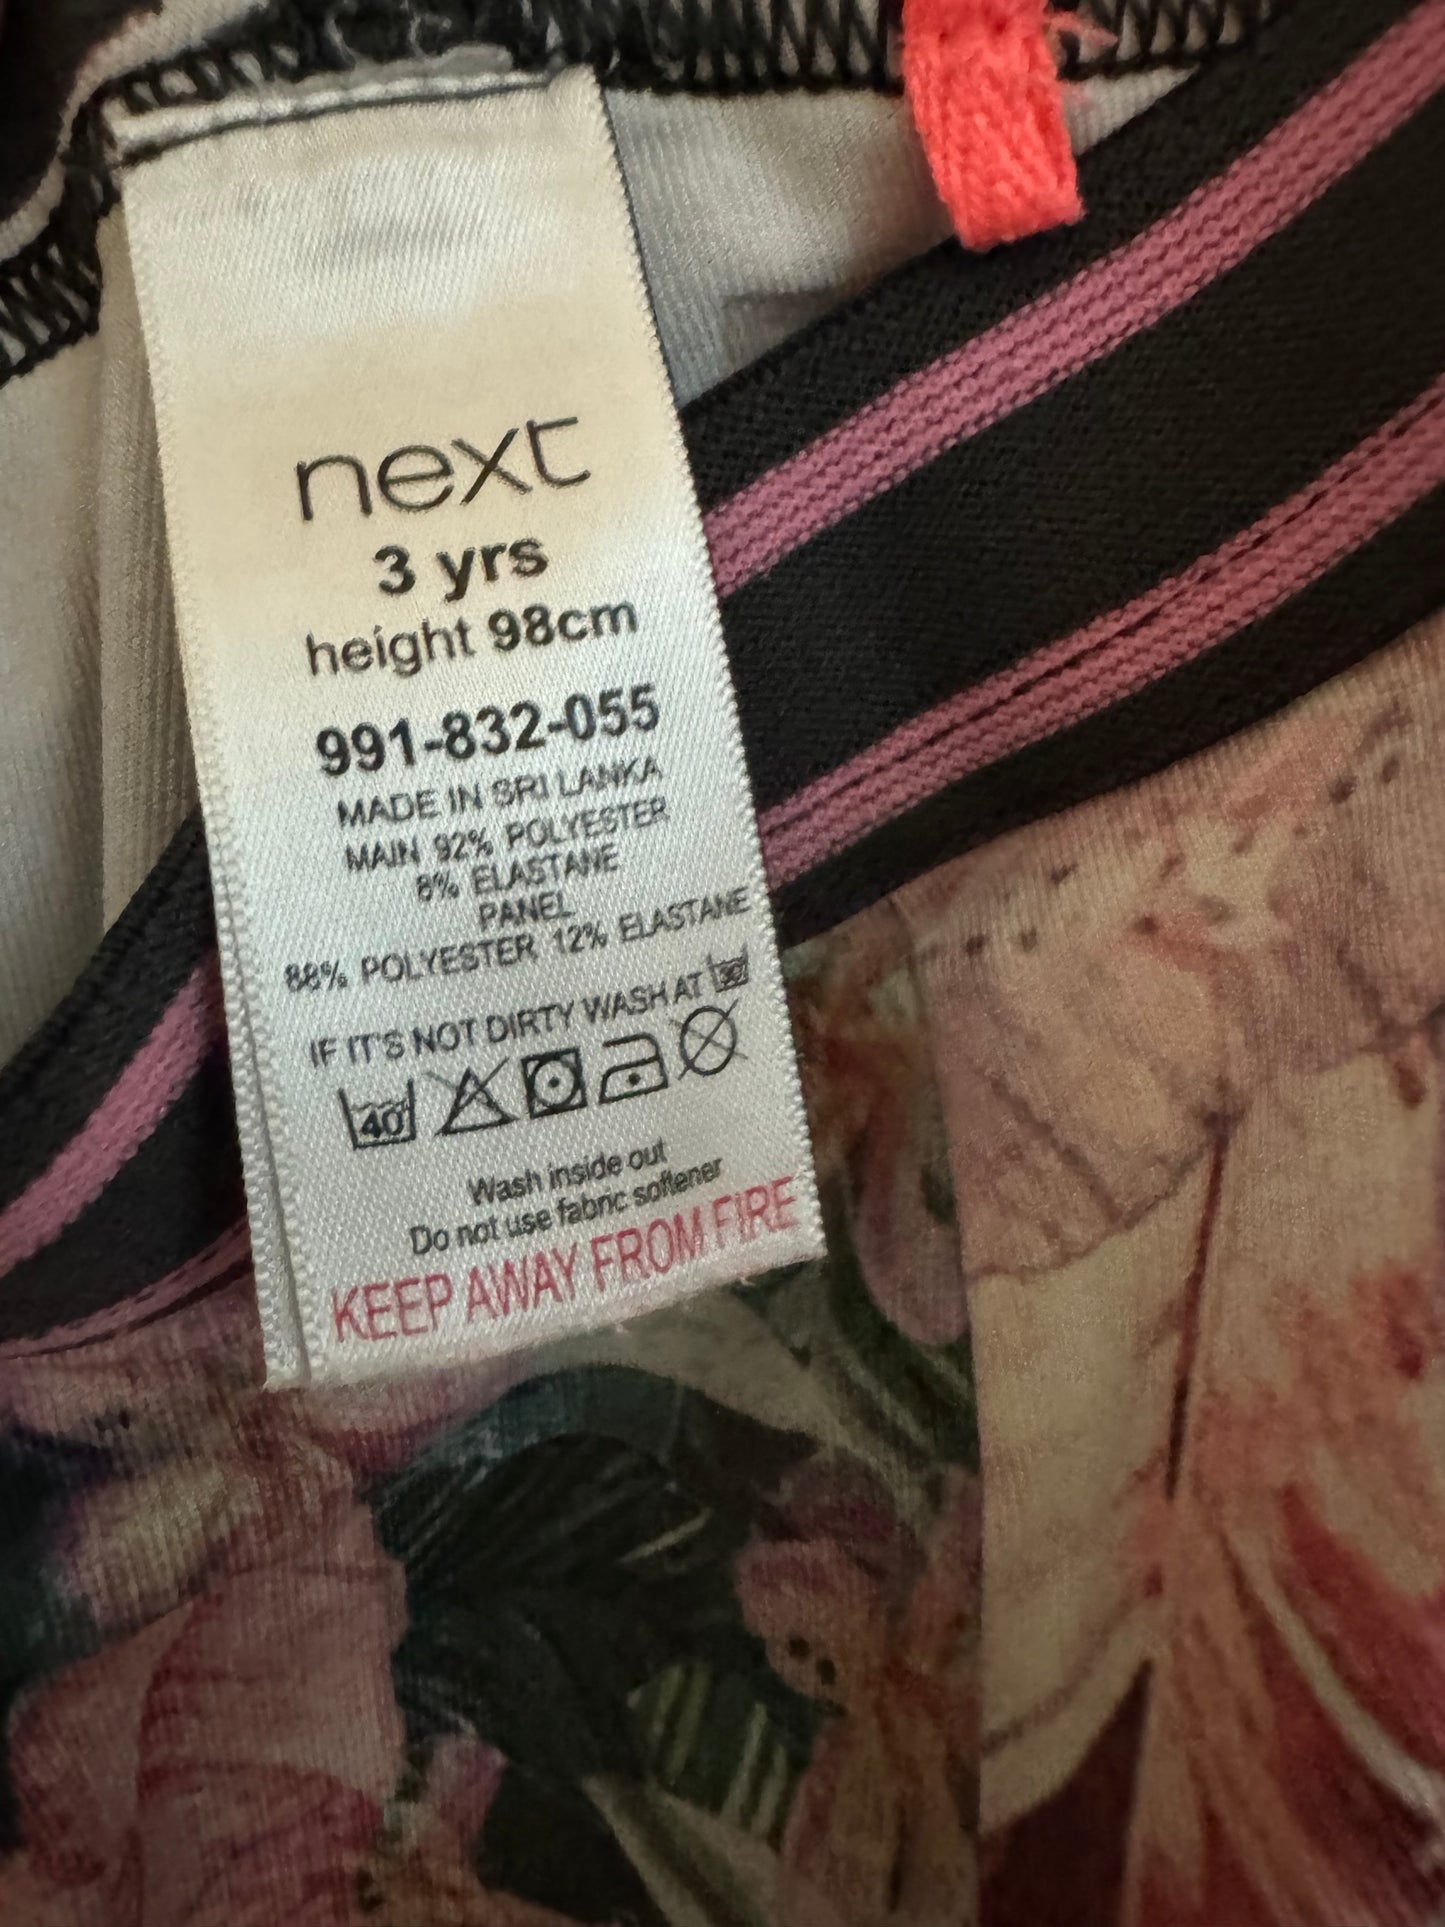 next
3 yrs
height 98cm
991-832-055
MADE IN SRI LANKA
MAIN 92% POLYESTER
8% ELASTANE
PANEL
88% POLYESTER 12% ELASTANE
IF IT'S NOT DIRTY WASH AT 30
40
Wash inside out
Do not use fabric softener
KEEP AWAY FROM FIRE